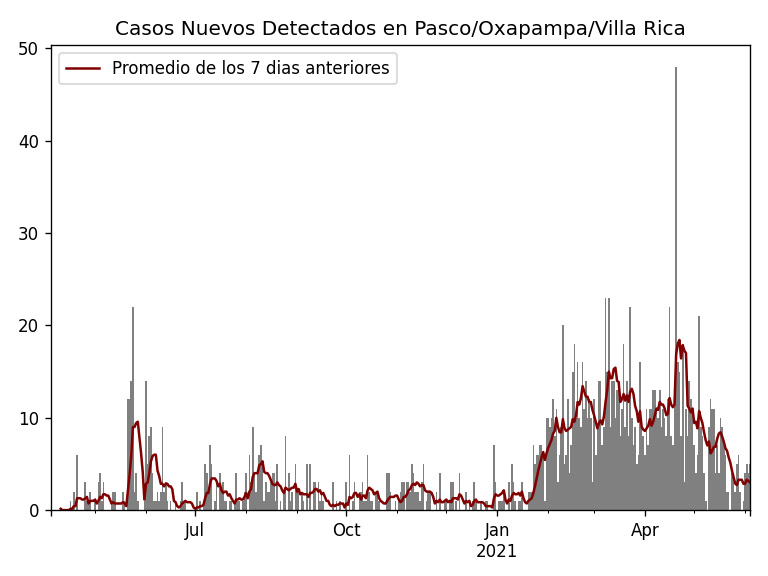 Casos Nuevos Detectados en Pasco/Oxapampa/Villa Rica
Promedio de los 7 dias anteriores
50
40
30
20
10
0
Jul
Oct
Jan
2021
Apr